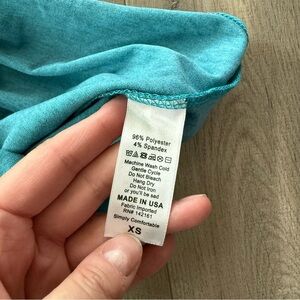 96% Polyester
4% Spandex
Machine Wash Cold
Gentle Cycle
Do Not Bleach
Hang Dry
Do Not Iron
or you'll be sad
MADE IN USA
Fabric Imported
RN# 142161
Simply Comfortable
XS